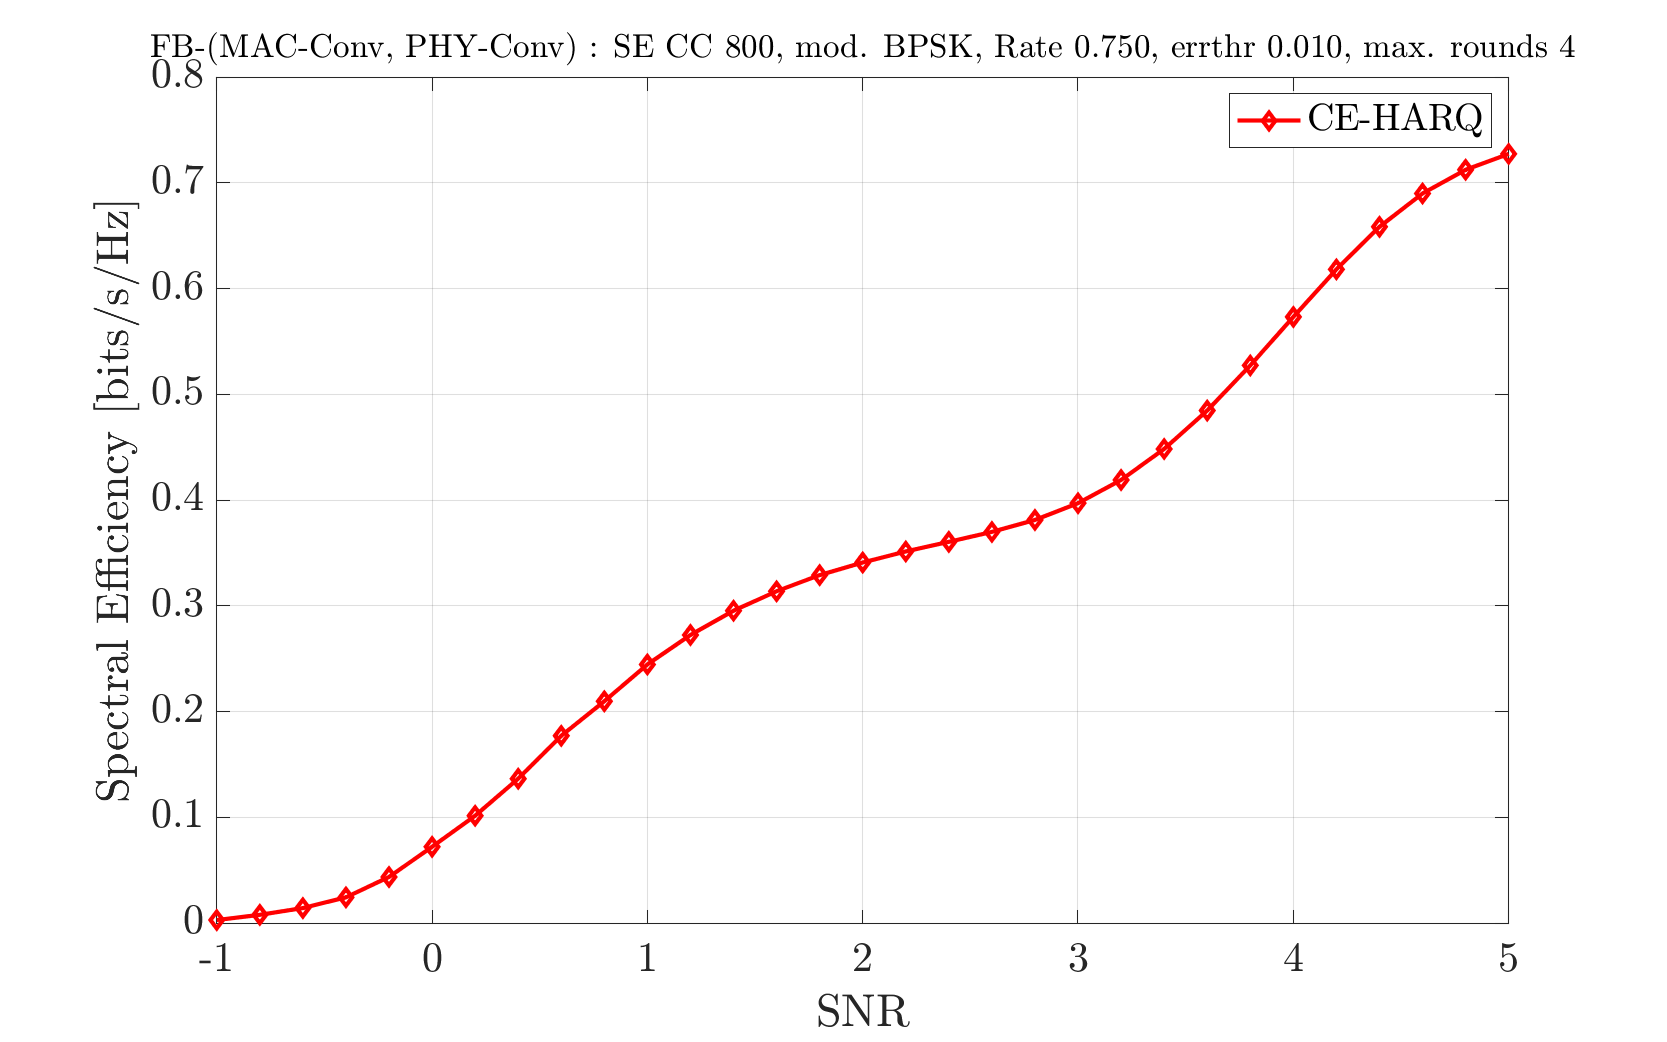 FB-(MAC-Conv, PHY-Conv) : SE CC 800, mod. BPSK, Rate 0.750, errthr 0.010, max. rounds 4
CE-HARQ
Spectral Efficiency [bits/s/Hz]
0.8
0.7
0.6
0.5
0.4
0.3
0.2
0.1
0
-1 0 1 2 3 4 5
SNR